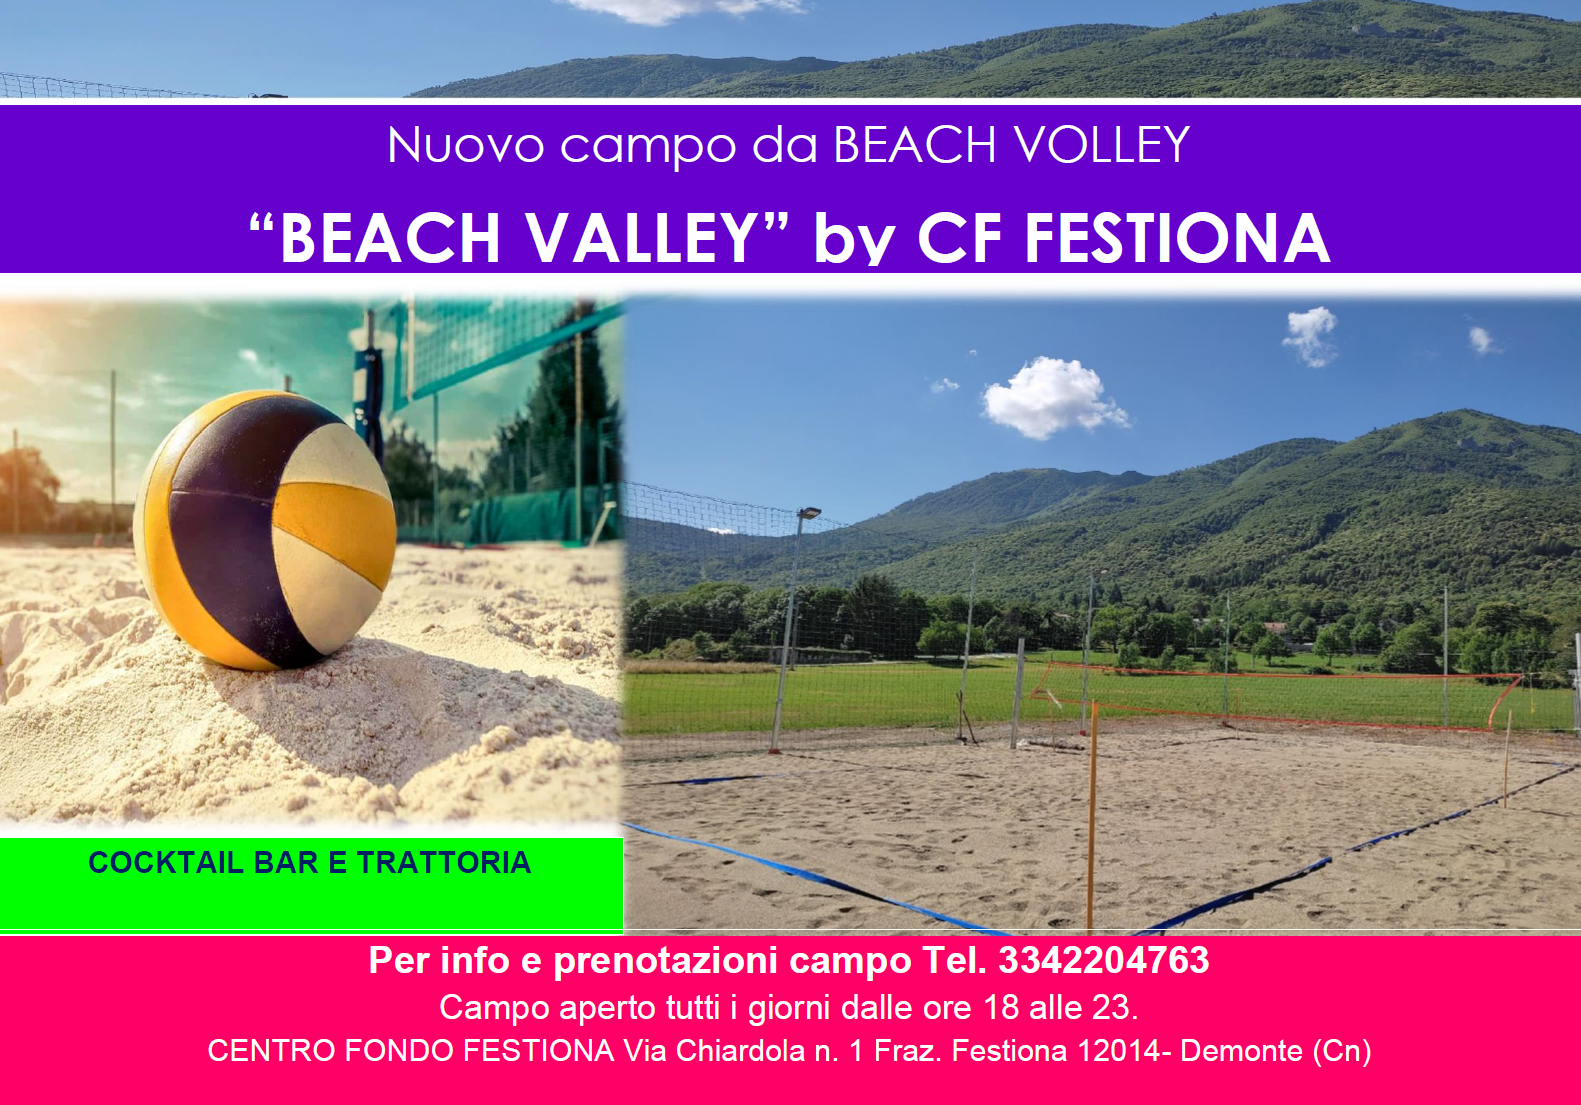 Nuovo campo da BEACH VOLLEY
“BEACH VALLEY” by CF FESTIONA
COCKTAIL BAR E TRATTORIA
Per info e prenotazioni campo Tel. 3342204763
Campo aperto tutti i giorni dalle ore 18 alle 23.
CENTRO FONDO FESTIONA Via Chiardola n. 1 Fraz. Festiona 12014- Demonte (Cn)